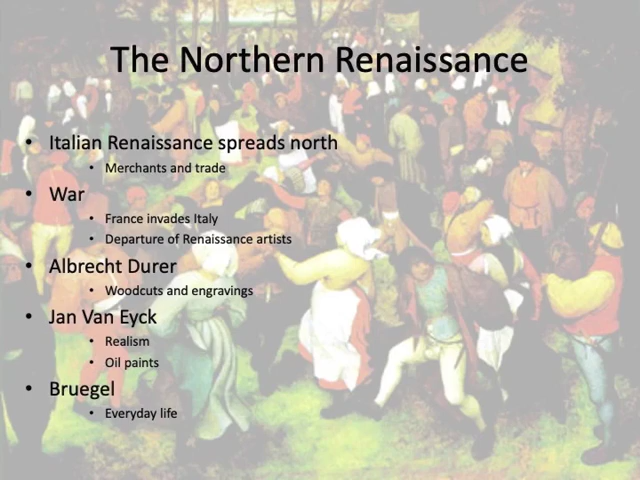 The Northern Renaissance
• Italian Renaissance spreads north
• Merchants and trade
• War
• France invades Italy
• Departure of Renaissance artists
• Albrecht Durer
• Woodcuts and engravings
• Jan Van Eyck
• Realism
• Oil paints
• Bruegel
• Everyday life